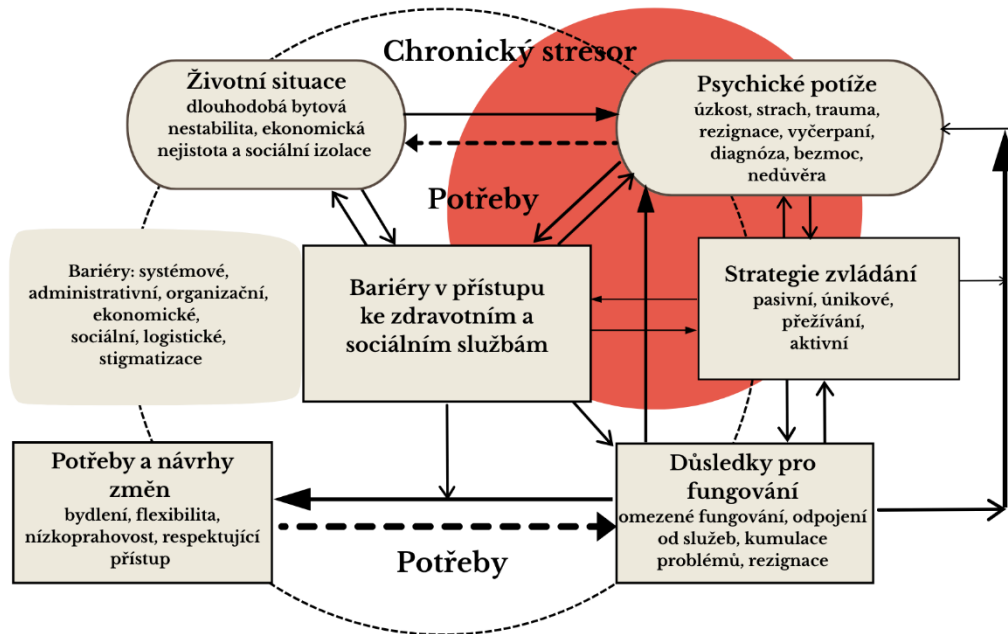 Chronický stresor
Životní situace
dlouhodobá bytová
nestabilita, ekonomická
nejistota a sociální izolace
Psychické potíže
úzkost, strach, trauma,
rezignace, vyčerpaní,
diagnóza, bezmoc,
nedůvěra
Potřeby
Bariéry: systémové,
administrativní, organizační,
ekonomické,
sociální, logistické,
stigmatizace
Bariéry v přístupu
ke zdravotním a
sociálním službám
Strategie zvládání
pasivní, únikové,
přežívání,
aktivní
Potřeby a návrhy
změn
bydlení, flexibilita,
nízkoprahovost, respektující
přístup
Důsledky pro
fungování
omezené fungování, odpojení
od služeb, kumulace
problémů, rezignace
Potřeby